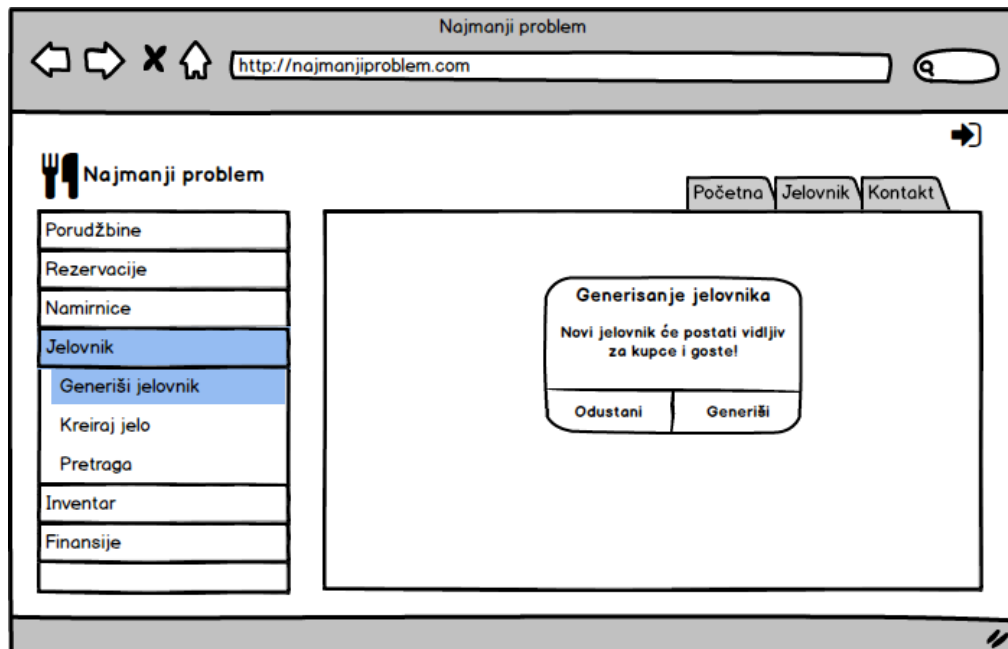 Najmanji problem
http://najmanjiproblem.com
Najmanji problem
Početna Jelovnik Kontakt
Porudžbine
Rezervacije
Namirnice
Jelovnik
Generiši jelovnik
Kreiraj jelo
Pretraga
Inventar
Finansije
Generisanje jelovnika
Novi jelovnik će postati vidljiv
za kupce i goste!
Odustani Generiši